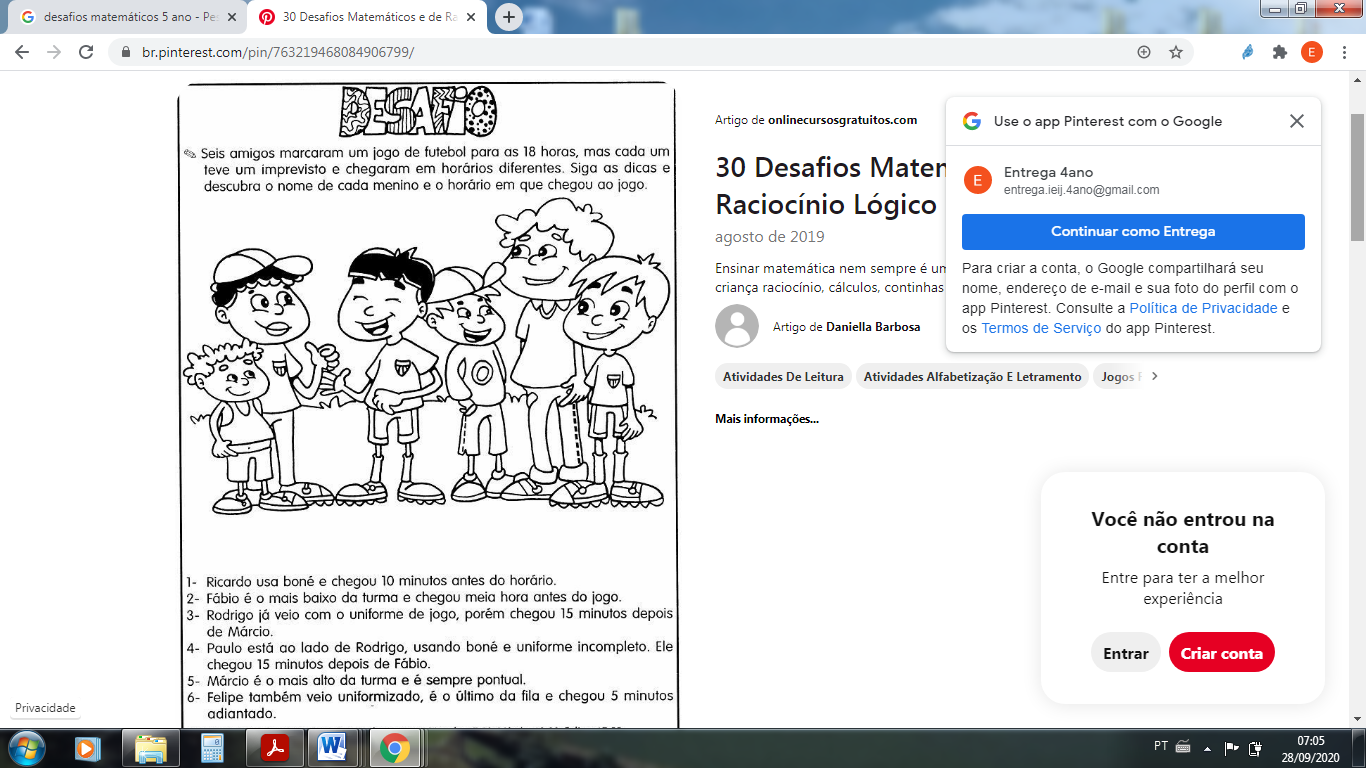 desafios matemáticos 5 ano - Pes
30 Desafios Matemáticos e de Ra
br.pinterest.com/pin/763219468084906799/
E
DESAFIO
Seis amigos marcaram um jogo de futebol para as 18 horas, mas cada um
teve um imprevisto e chegaram em horários diferentes. Siga as dicas e
descubra o nome de cada menino e o horário em que chegou ao jogo.
1- Ricardo usa boné e chegou 10 minutos antes do horário.
2- Fábio é o mais baixo da turma e chegou meia hora antes do jogo.
3- Rodrigo já veio com o uniforme de jogo, porém chegou 15 minutos depois
de Márcio.
4- Paulo está ao lado de Rodrigo, usando boné e uniforme incompleto. Ele
chegou 15 minutos depois de Fábio.
5- Márcio é o mais alto da turma e é sempre pontual.
6- Felipe também veio uniformizado, é o último da fila e chegou 5 minutos
adiantado.
Artigo de onlinecursosgratuitos.com
30 Desafios Matem
Raciocínio Lógico
agosto de 2019
Ensinar matemática nem sempre é um
criança raciocínio, cálculos, continhas
Artigo de Daniella Barbosa
Atividades De Leitura Atividades Alfabetização E Letramento Jogos
Mais informações...
Use o app Pinterest com o Google
E
Entrega 4ano
entrega.ieij.4ano@gmail.com
Continuar como Entrega
Para criar a conta, o Google compartilhará seu
nome, endereço de e-mail e sua foto do perfil com o
app Pinterest. Consulte a Política de Privacidade e
os Termos de Serviço do app Pinterest.
Você não entrou na
conta
Entre para ter a melhor
experiência
Entrar Criar conta
Privacidade
PT
07:05
28/09/2020